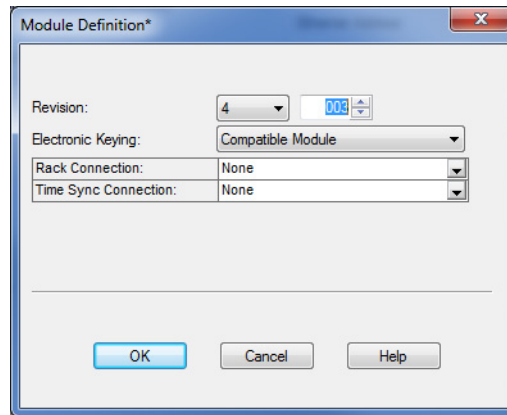 Module Definition*
Revision: 4 003
Electronic Keying: Compatible Module
Rack Connection: None
Time Sync Connection: None
OK Cancel Help